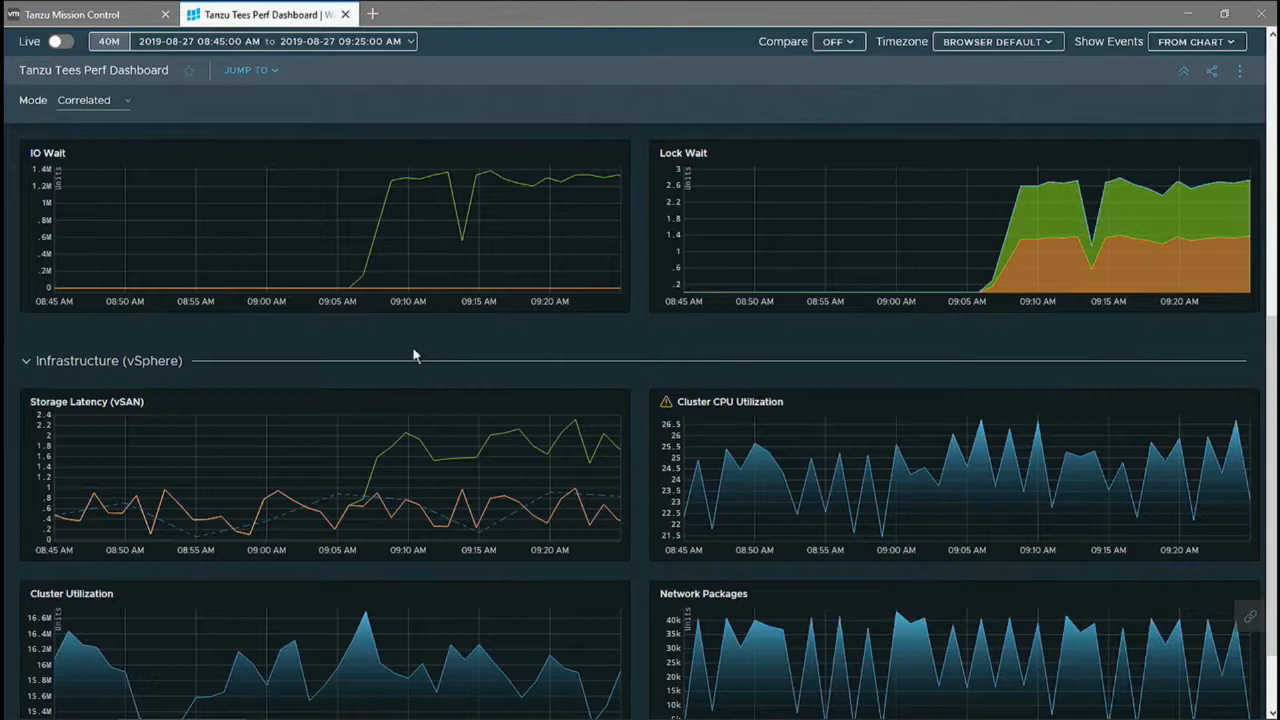 vm Tanzu Mission Control × Tanzu Tees Perf Dashboard | W × +
Live 40M 2019-08-27 08:45:00 AM to 2019-08-27 09:25:00 AM Compare OFF Timezone BROWSER DEFAULT Show Events FROM CHART
Tanzu Tees Perf Dashboard JUMP TO
Mode Correlated
IO Wait
Units
1.4M
1.2M
1M
.8M
.6M
.4M
.2M
0
08:45 AM 08:50 AM 08:55 AM 09:00 AM 09:05 AM 09:10 AM 09:15 AM 09:20 AM
Lock Wait
Units
3
2.6
2.2
1.8
1.4
1
.6
.2
08:45 AM 08:50 AM 08:55 AM 09:00 AM 09:05 AM 09:10 AM 09:15 AM 09:20 AM
Infrastructure (vSphere)
Storage Latency (vSAN)
2.4
2.2
2
1.8
1.6
1.4
1.2
1
.8
.6
.4
.2
0
08:45 AM 08:50 AM 08:55 AM 09:00 AM 09:05 AM 09:10 AM 09:15 AM 09:20 AM
Cluster CPU Utilization
26.5
26
25.5
25
24.5
24
23.5
23
22.5
22
21.5
08:45 AM 08:50 AM 08:55 AM 09:00 AM 09:05 AM 09:10 AM 09:15 AM 09:20 AM
Cluster Utilization
Units
16.6M
16.4M
16.2M
16M
15.8M
15.6M
15.4M
Network Packages
Units
40k
35k
30k
25k
20k
15k
10k
5k